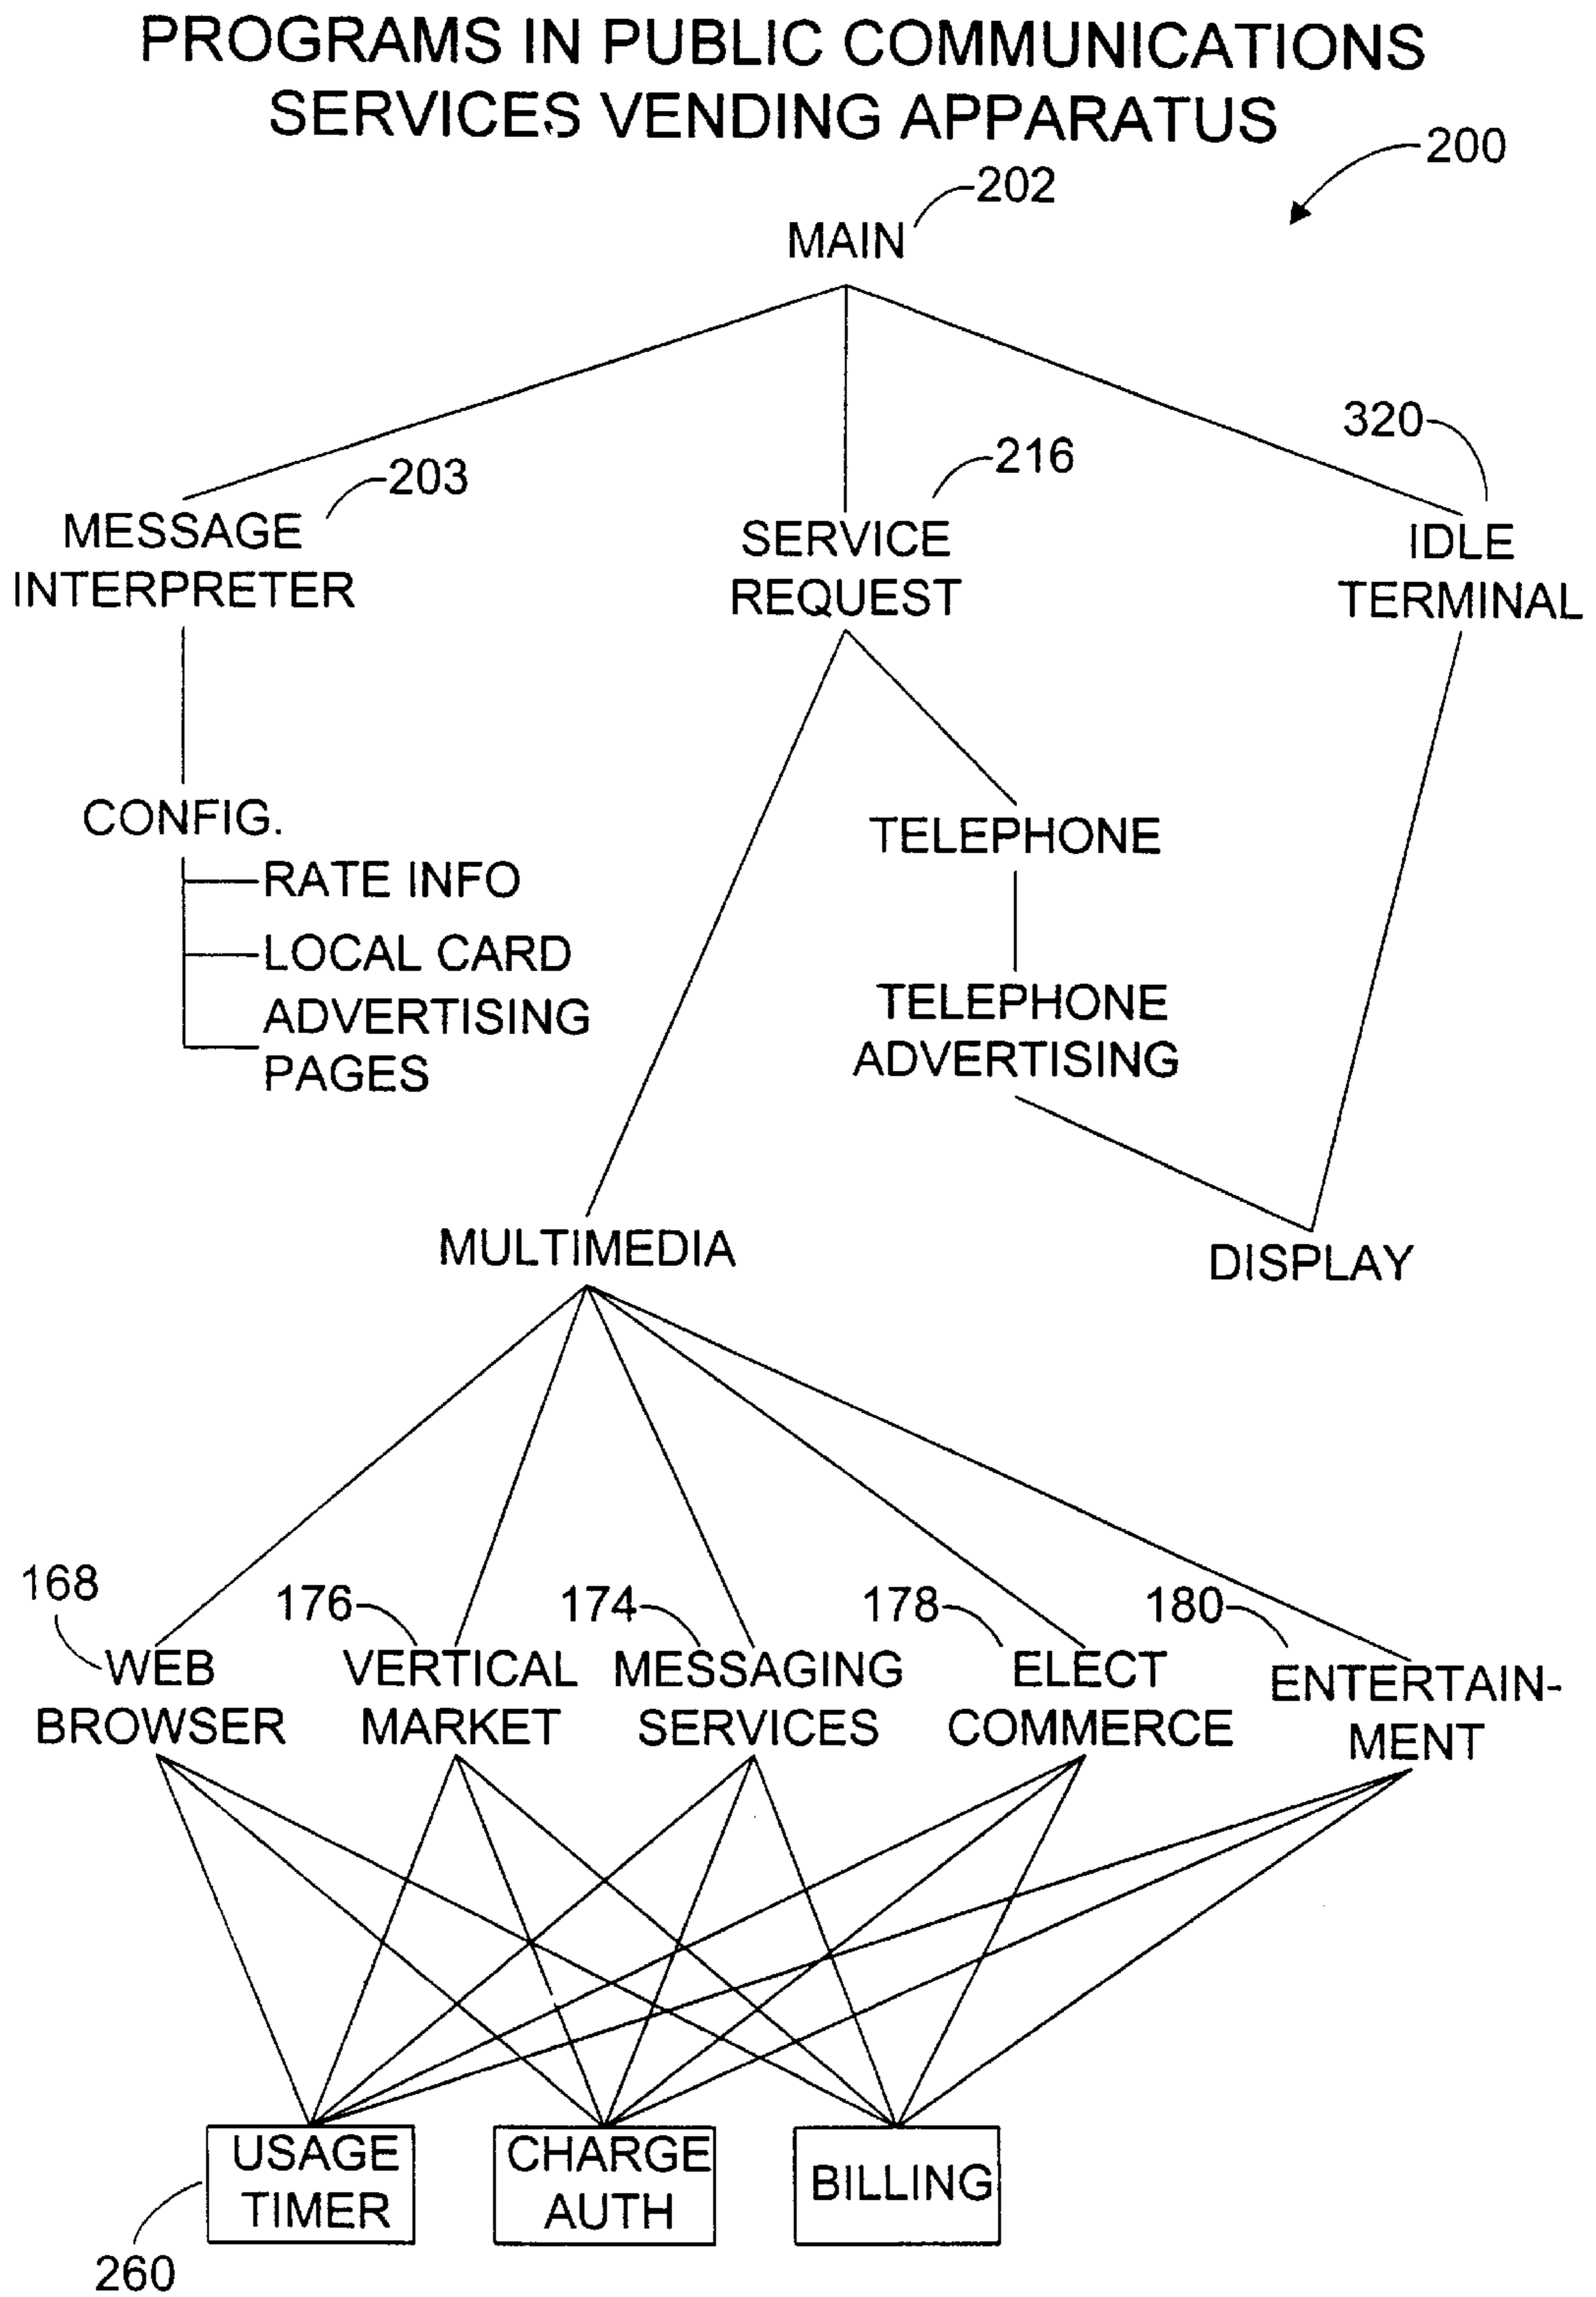 PROGRAMS IN PUBLIC COMMUNICATIONS
SERVICES VENDING APPARATUS
200
202
MAIN
320
216
203
MESSAGE
INTERPRETER
SERVICE
REQUEST
IDLE
TERMINAL
CONFIG.
RATE INFO
LOCAL CARD
ADVERTISING
PAGES
TELEPHONE
TELEPHONE
ADVERTISING
MULTIMEDIA
DISPLAY
168
176
174
178
180
WEB
BROWSER
VERTICAL
MARKET
MESSAGING
SERVICES
ELECT
COMMERCE
ENTERTAIN-
MENT
USAGE
TIMER
CHARGE
AUTH
BILLING
260